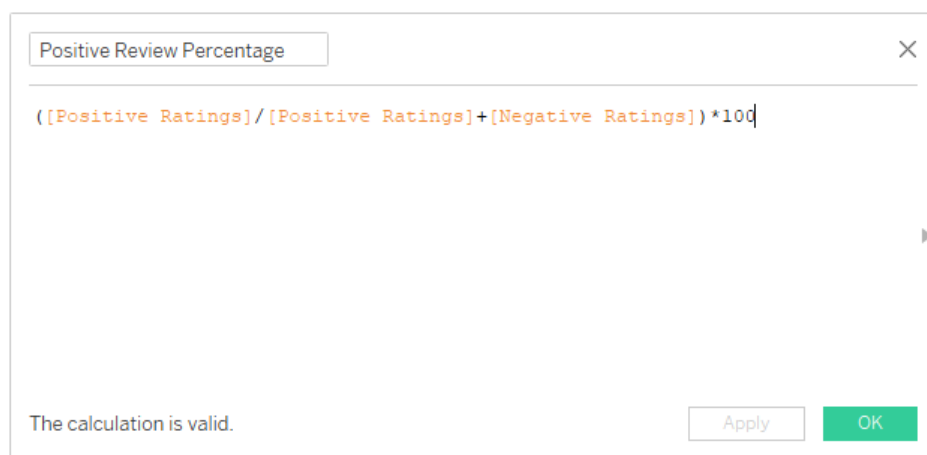 Positive Review Percentage
([Positive Ratings]/[Positive Ratings]+[Negative Ratings])*100
The calculation is valid.
Apply
OK